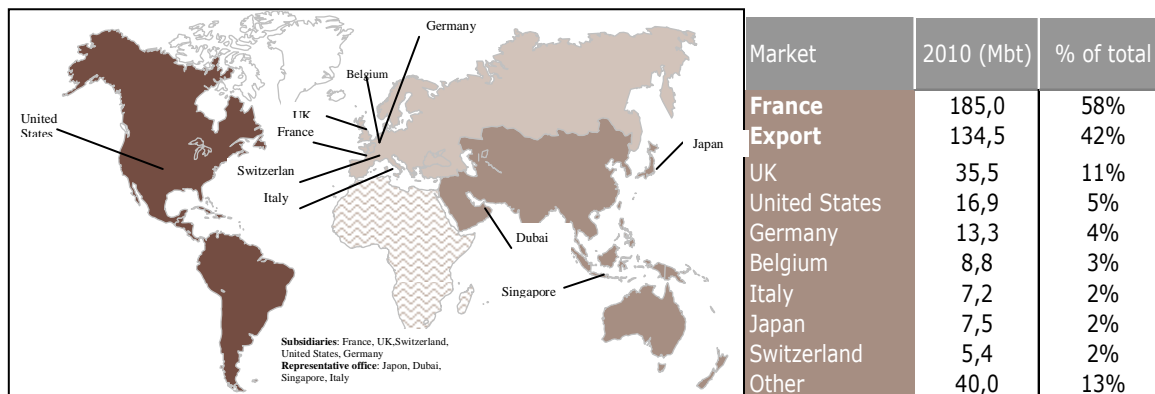 Germany
Belgium
UK
United
States
France
Japan
Switzerlan
Italy
Dubai
Singapore
Subsidiaries: France, UK,Switzerland,
United States, Germany
Representative office: Japon, Dubai,
Singapore, Italy
Market 2010 (Mbt) % of total
France 185,0 58%
Export 134,5 42%
UK 35,5 11%
United States 16,9 5%
Germany 13,3 4%
Belgium 8,8 3%
Italy 7,2 2%
Japan 7,5 2%
Switzerland 5,4 2%
Other 40,0 13%